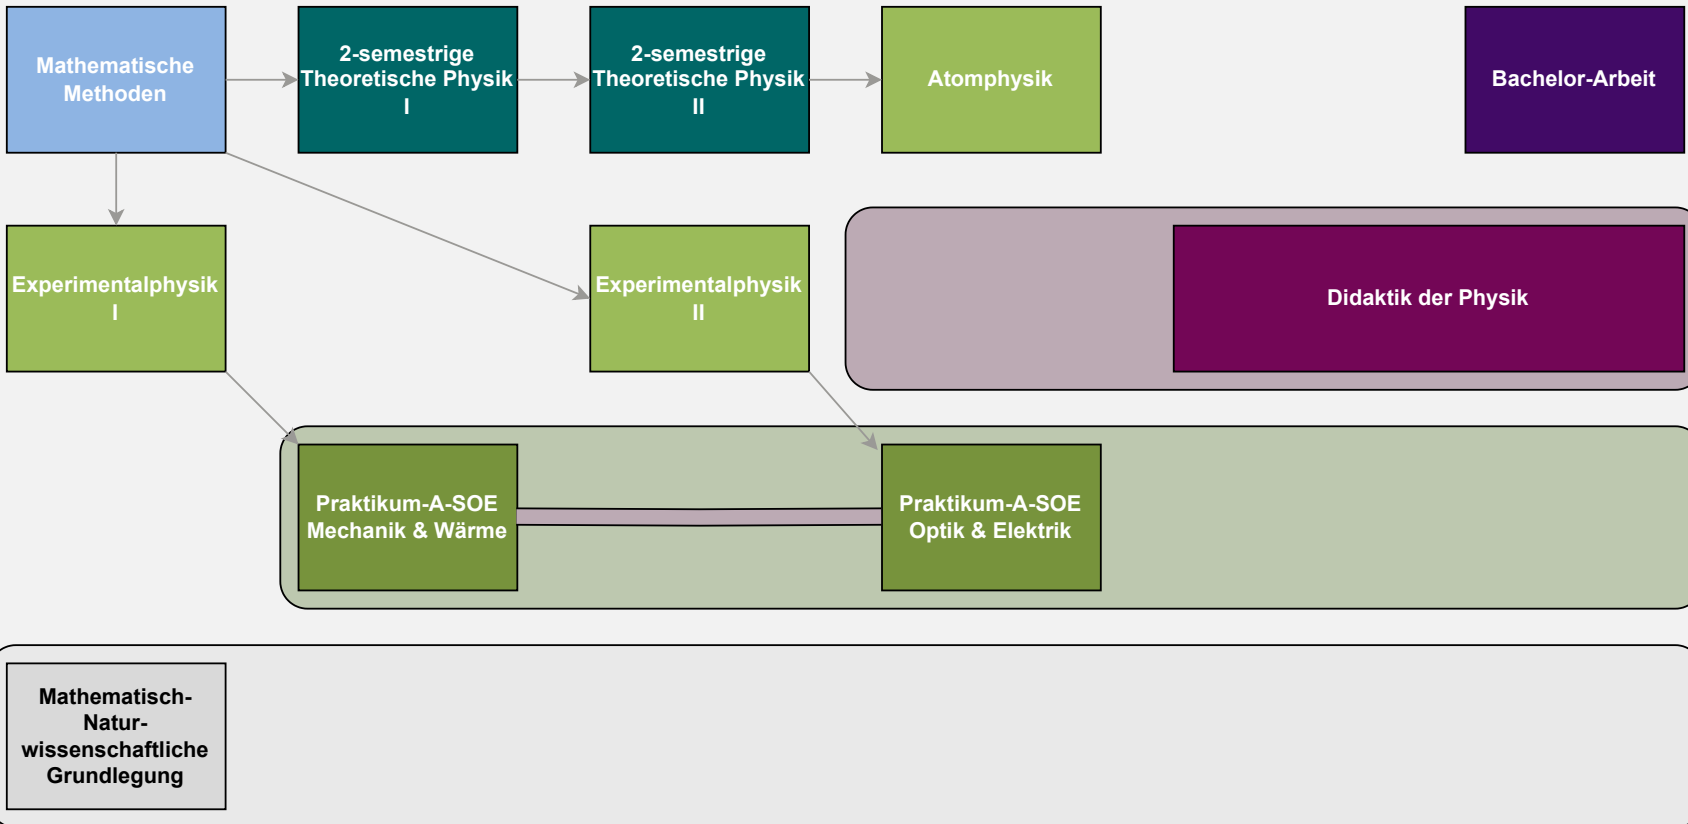 Mathematische
Methoden
2-semestrige
Theoretische Physik
I
2-semestrige
Theoretische Physik
II
Atomphysik
Bachelor-Arbeit
Experimentalphysik
I
Experimentalphysik
II
Didaktik der Physik
Praktikum-A-SOE
Mechanik & Wärme
Praktikum-A-SOE
Optik & Elektrik
Mathematisch-
Natur-
wissenschaftliche
Grundlegung